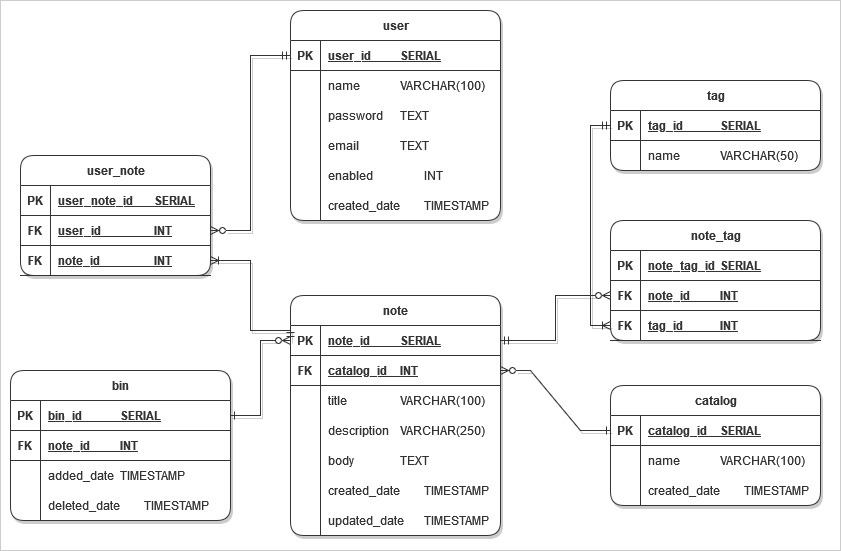 user
PK user_id SERIAL
name VARCHAR(100)
password TEXT
email TEXT
enabled INT
created_date TIMESTAMP
tag
PK tag_id SERIAL
name VARCHAR(50)
user_note
PK user_note_id SERIAL
FK user_id INT
FK note_id INT
note_tag
PK note_tag_id SERIAL
FK note_id INT
FK tag_id INT
note
PK note_id SERIAL
FK catalog_id INT
title VARCHAR(100)
description VARCHAR(250)
body TEXT
created_date TIMESTAMP
updated_date TIMESTAMP
bin
PK bin_id SERIAL
FK note_id INT
added_date TIMESTAMP
deleted_date TIMESTAMP
catalog
PK catalog_id SERIAL
name VARCHAR(100)
created_date TIMESTAMP